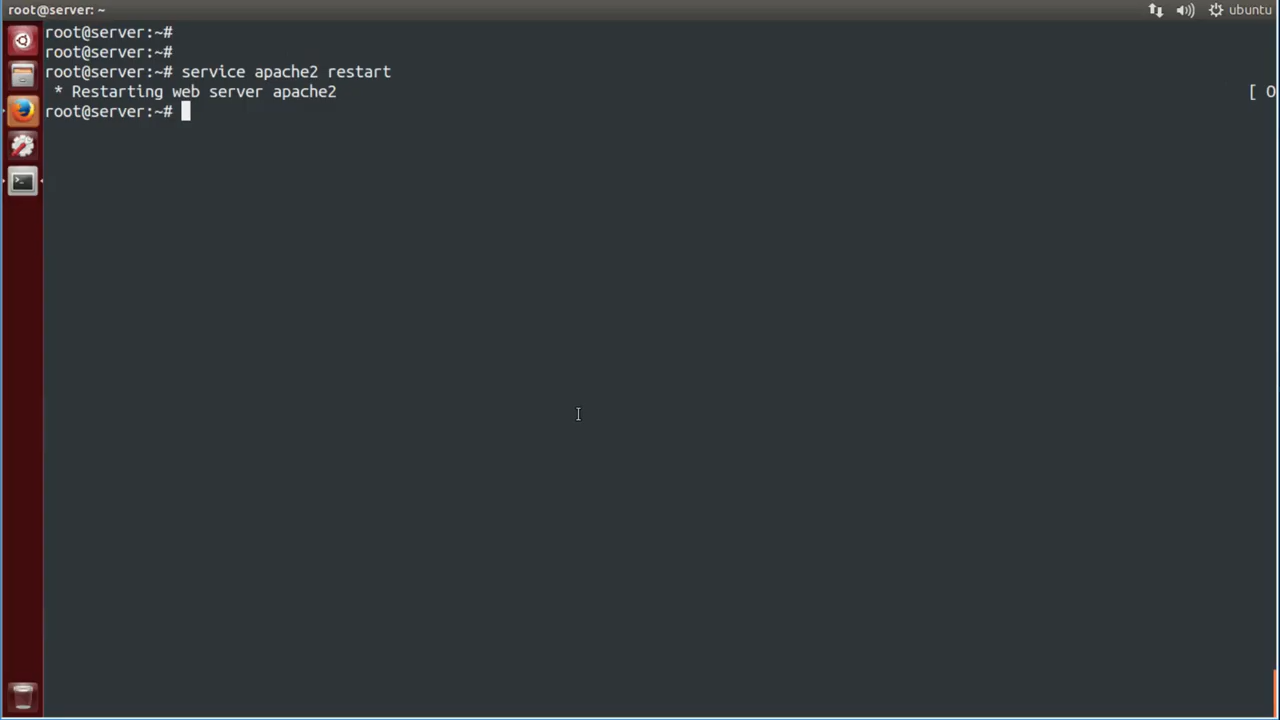 root@server: ~
ubuntu
root@server:~#
root@server:~#
root@server:~# service apache2 restart
* Restarting web server apache2 [ O
root@server:~#